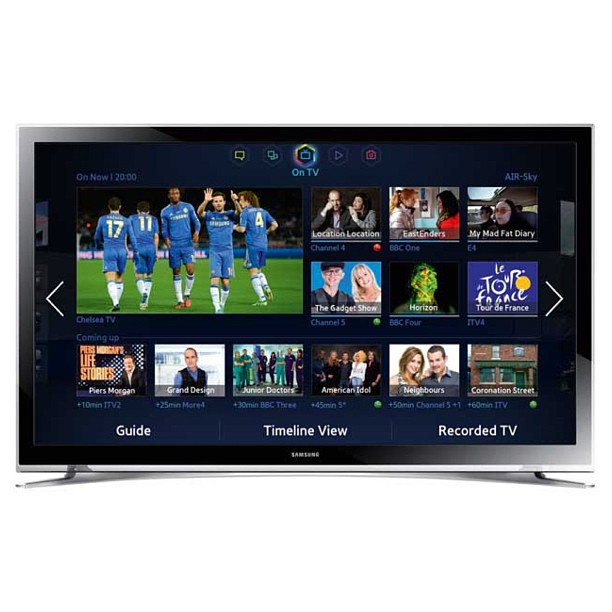 On TV
On Now | 20:00
AIR-Sky
17
11
4
SAMSUNG
Chelsea TV
Location Location
Channel 4
EastEnders
BBC One
My Mad Fat Diary
E4
The Gadget Show
Channel 5
Horizon
BBC Four
Le TOUR de FRANCE
Tour de France
ITV4
Coming up
PIERS MORGAN'S
LIFE
STORIES
Piers Morgan
+10min ITV2
Grand Design
+25min More4
Junior Doctors
+30min BBC Three
American Idol
+45min 5*
Neighbours
+50min Channel 5 +1
Coronation Street
+60min ITV
Guide
Timeline View
Recorded TV
SAMSUNG